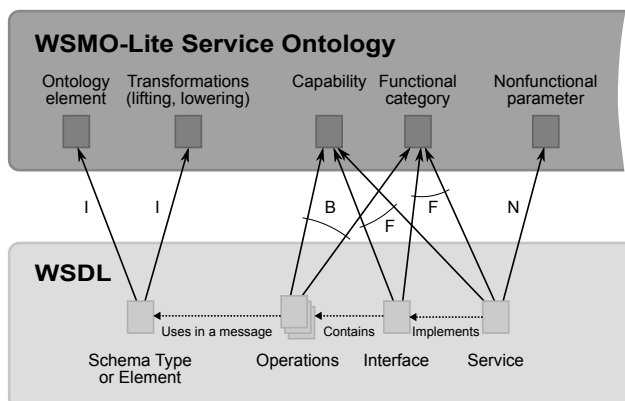 WSMO-Lite Service Ontology
Ontology
element
Transformations
(lifting, lowering)
Capability
Functional
category
Nonfunctional
parameter
I
I
B
F
F
N
WSDL
Uses in a message
Contains
Implements
Schema Type
or Element
Operations
Interface
Service